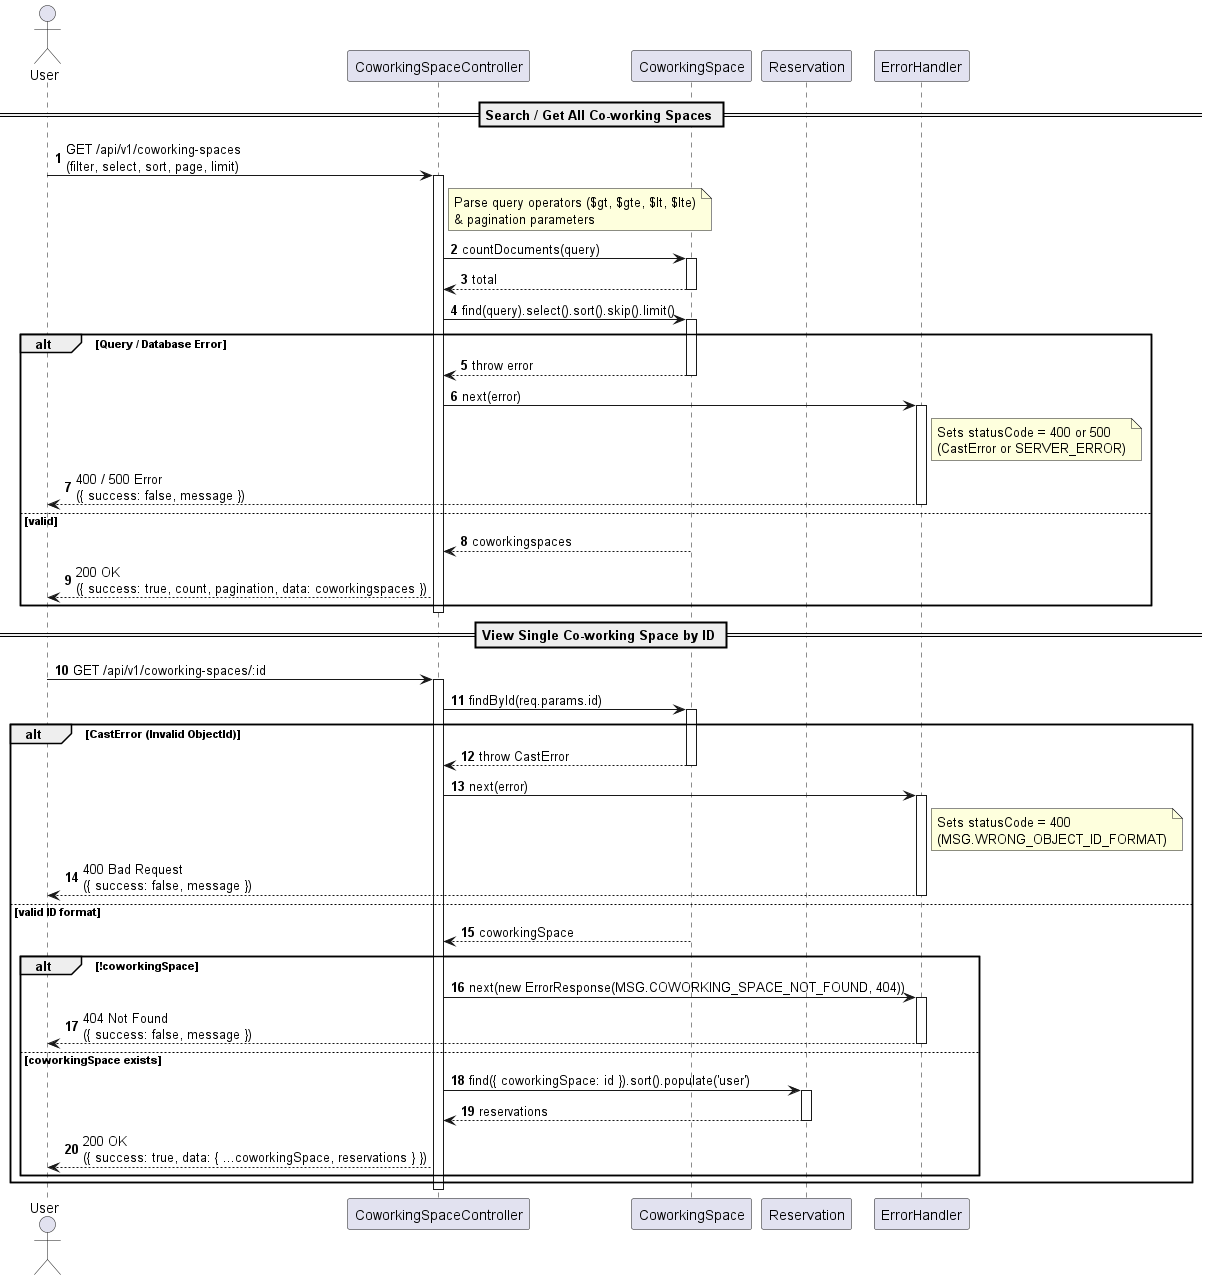 User
CoworkingSpaceController
CoworkingSpace
Reservation
ErrorHandler
Search / Get All Co-working Spaces
1 GET /api/v1/coworking-spaces
(filter, select, sort, page, limit)
Parse query operators ($gt, $gte, $lt, $lte)
& pagination parameters
2 countDocuments(query)
3 total
4 find(query).select().sort().skip().limit()
alt [Query / Database Error]
5 throw error
6 next(error)
Sets statusCode = 400 or 500
(CastError or SERVER_ERROR)
7 400 / 500 Error
({ success: false, message })
[valid]
8 coworkingspaces
9 200 OK
({ success: true, count, pagination, data: coworkingspaces })
View Single Co-working Space by ID
10 GET /api/v1/coworking-spaces/:id
11 findById(req.params.id)
alt [CastError (Invalid ObjectId)]
12 throw CastError
13 next(error)
Sets statusCode = 400
(MSG.WRONG_OBJECT_ID_FORMAT)
14 400 Bad Request
({ success: false, message })
[valid ID format]
15 coworkingSpace
alt [!coworkingSpace]
16 next(new ErrorResponse(MSG.COWORKING_SPACE_NOT_FOUND, 404))
17 404 Not Found
({ success: false, message })
[coworkingSpace exists]
18 find({ coworkingSpace: id }).sort().populate('user')
19 reservations
20 200 OK
({ success: true, data: { ...coworkingSpace, reservations } })
User
CoworkingSpaceController
CoworkingSpace
Reservation
ErrorHandler